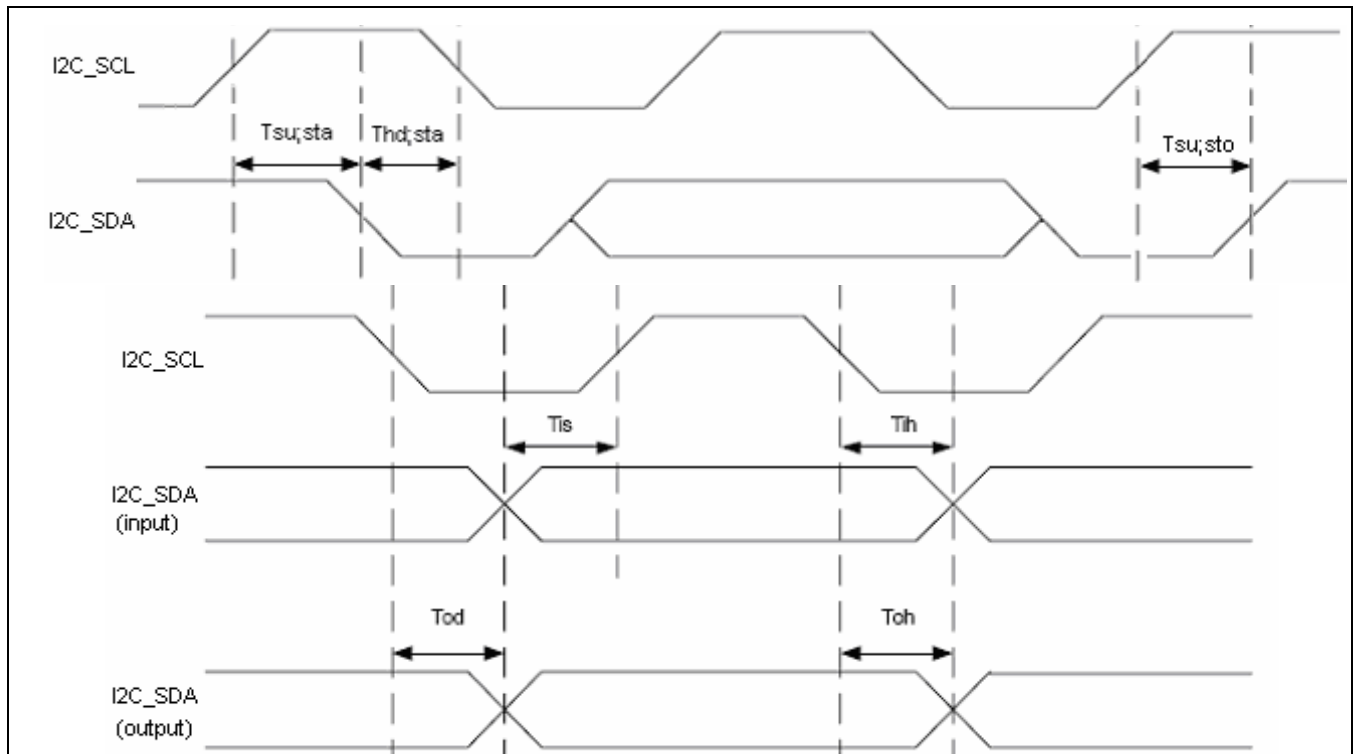 I2C_SCL
Tsu;sta
Thd;sta
Tsu;sto
I2C_SDA
I2C_SCL
Tis
Tih
I2C_SDA
(input)
Tod
Toh
I2C_SDA
(output)